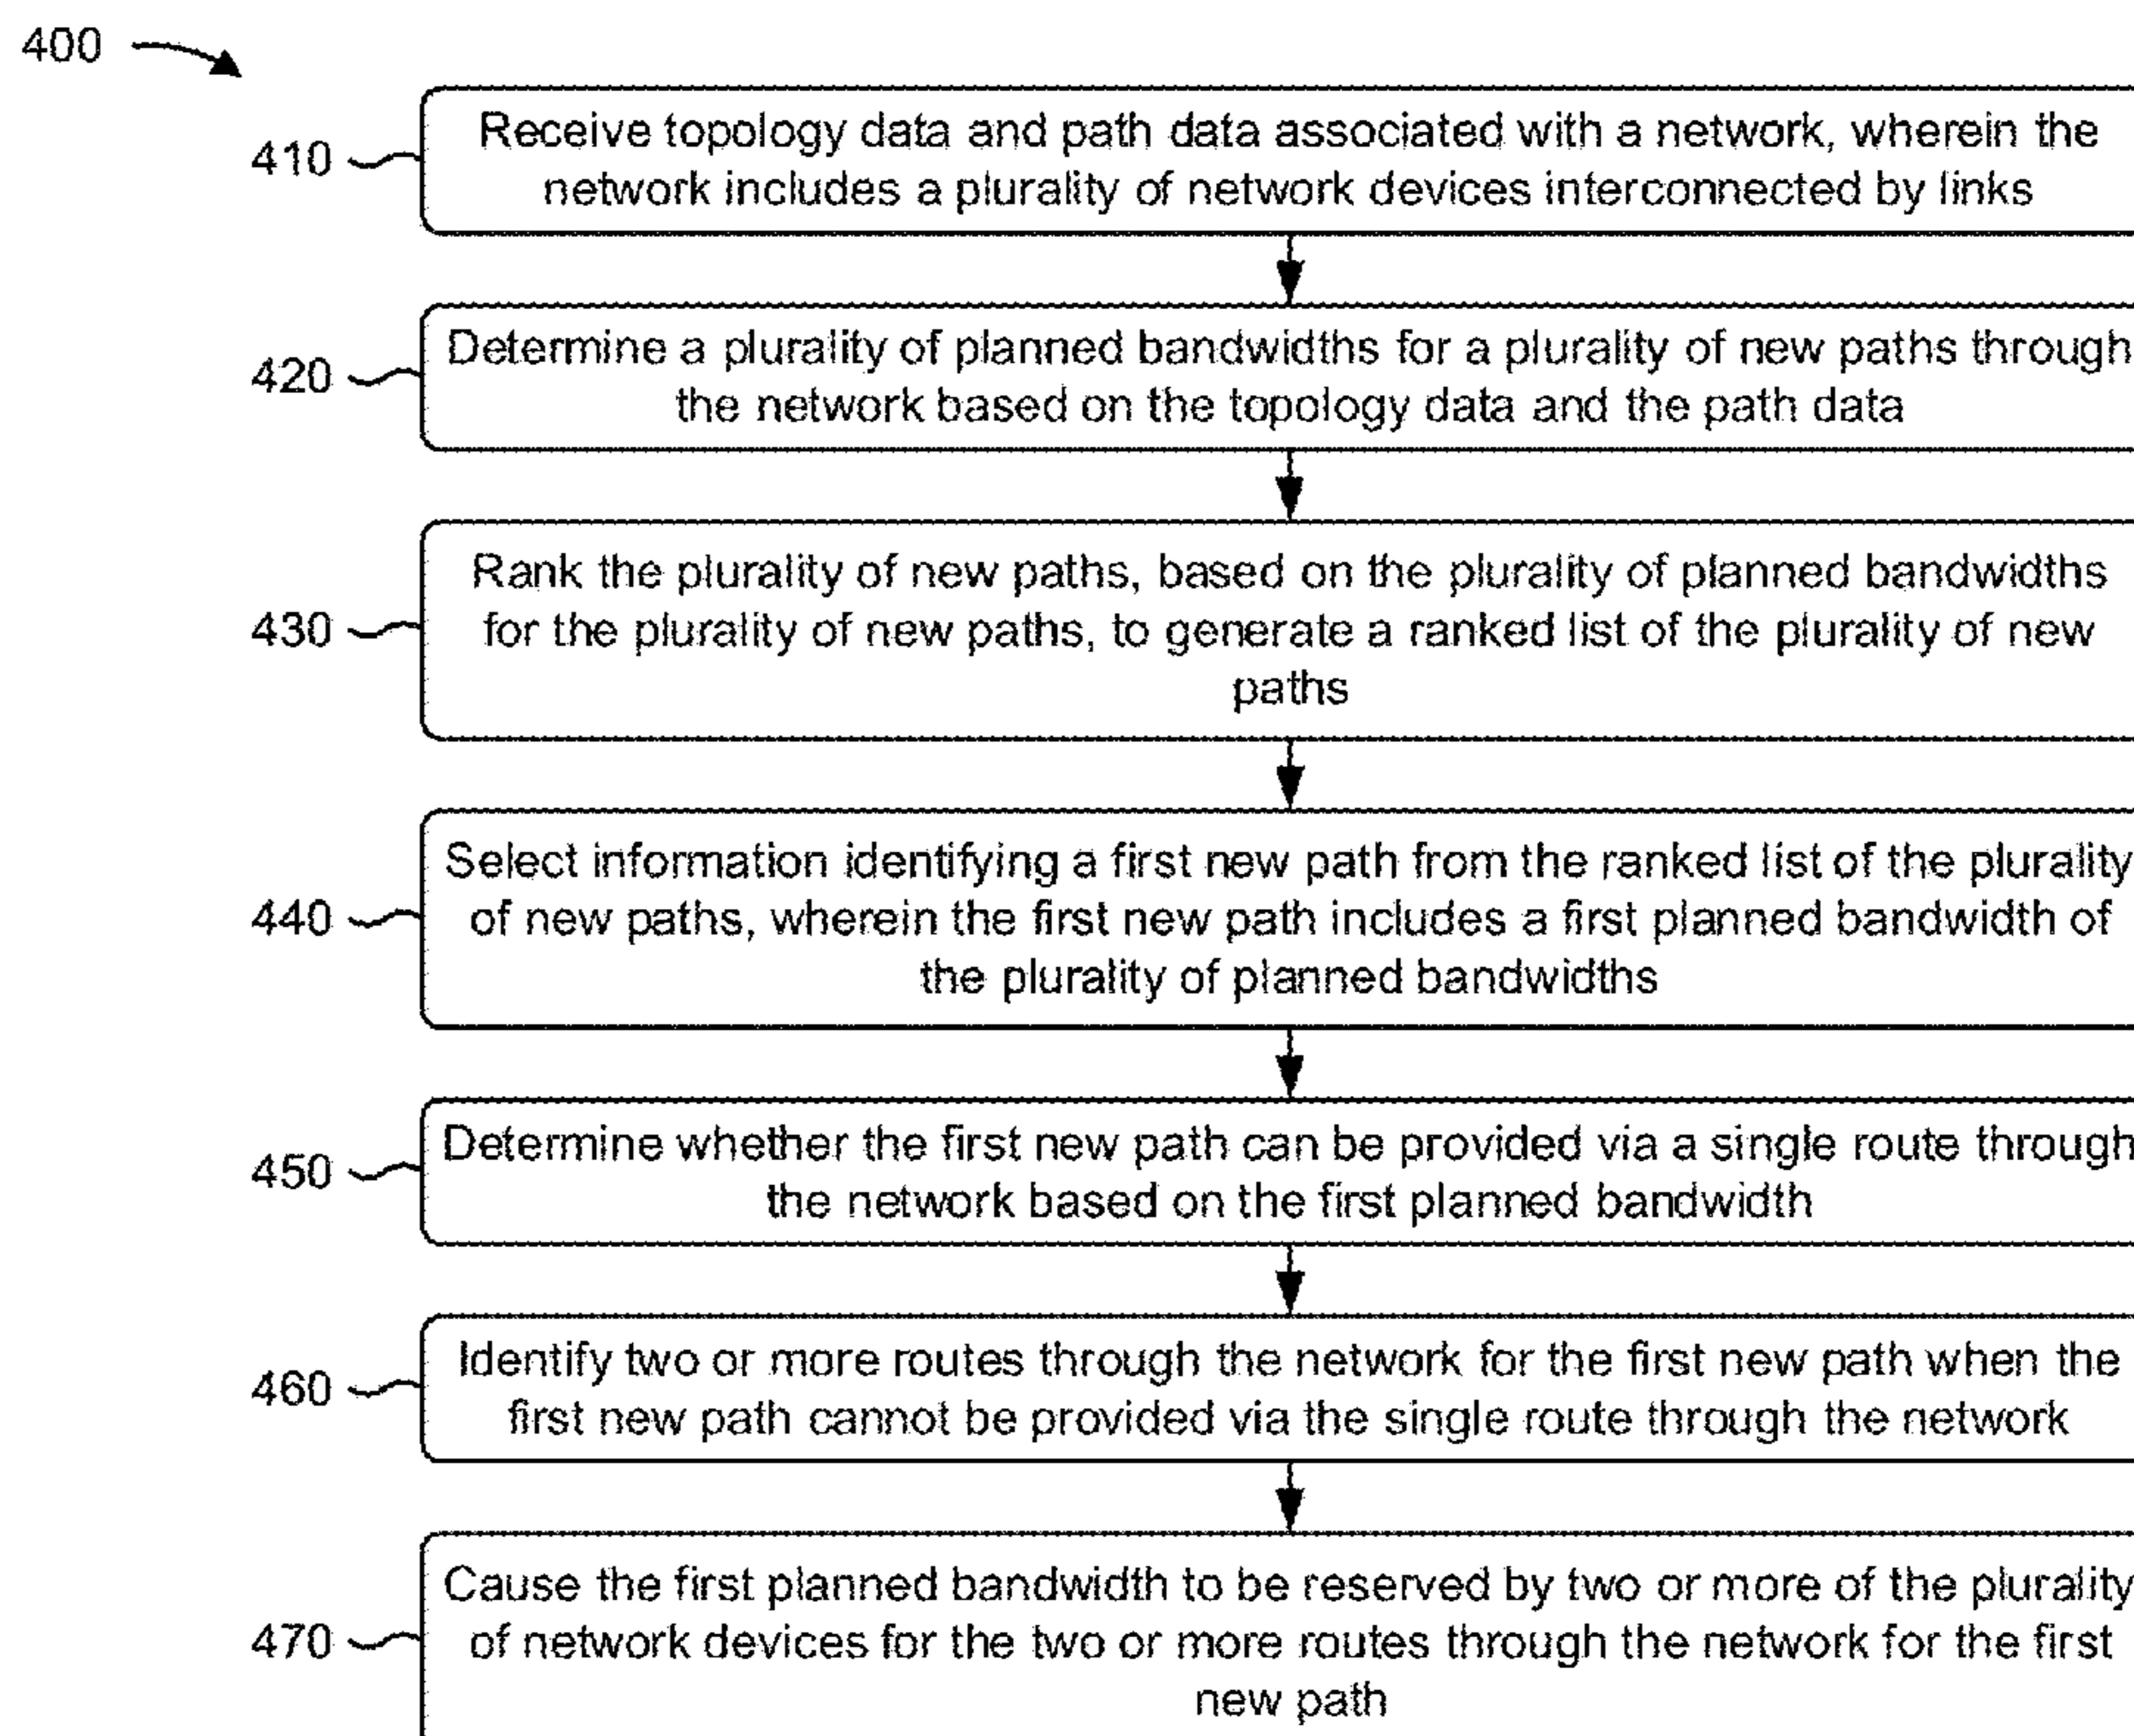 400
410
Receive topology data and path data associated with a network, wherein the
network includes a plurality of network devices interconnected by links
420
Determine a plurality of planned bandwidths for a plurality of new paths through
the network based on the topology data and the path data
430
Rank the plurality of new paths, based on the plurality of planned bandwidths
for the plurality of new paths, to generate a ranked list of the plurality of new
paths
440
Select information identifying a first new path from the ranked list of the plurality
of new paths, wherein the first new path includes a first planned bandwidth of
the plurality of planned bandwidths
450
Determine whether the first new path can be provided via a single route through
the network based on the first planned bandwidth
460
Identify two or more routes through the network for the first new path when the
first new path cannot be provided via the single route through the network
470
Cause the first planned bandwidth to be reserved by two or more of the plurality
of network devices for the two or more routes through the network for the first
new path